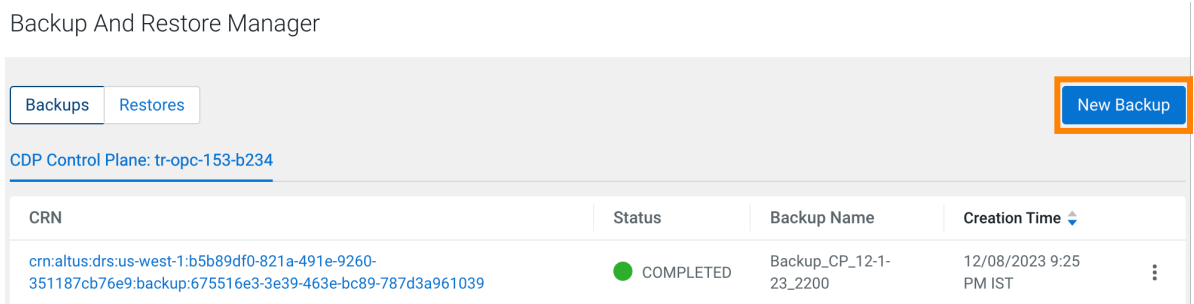 Backup And Restore Manager
Backups Restores New Backup
CDP Control Plane: tr-opc-153-b234
CRN Status Backup Name Creation Time
crn:altus:drs:us-west-1:b5b89df0-821a-491e-9260-
351187cb76e9:backup:675516e3-3e39-463e-bc89-787d3a961039
COMPLETED
Backup_CP_12-1-
23_2200
12/08/2023 9:25
PM IST